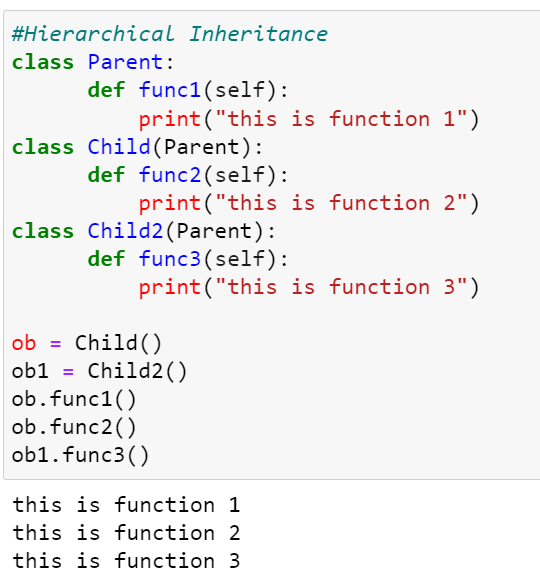 #Hierarchical Inheritance
class Parent:
      def func1(self):
          print("this is function 1")
class Child(Parent):
      def func2(self):
          print("this is function 2")
class Child2(Parent):
      def func3(self):
          print("this is function 3")

ob = Child()
ob1 = Child2()
ob.func1()
ob.func2()
ob1.func3()
this is function 1
this is function 2
this is function 3